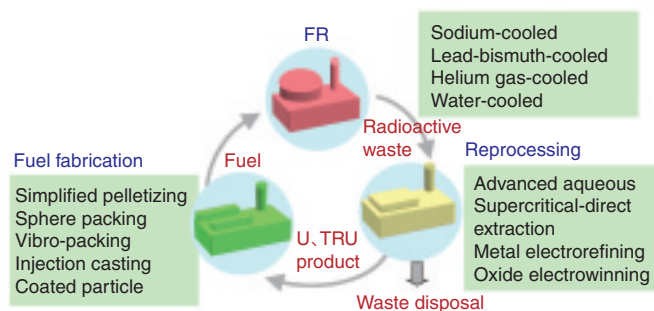 FR
Sodium-cooled
Lead-bismuth-cooled
Helium gas-cooled
Water-cooled
Radioactive
waste
Fuel fabrication
Fuel
Reprocessing
Simplified pelletizing
Sphere packing
Vibro-packing
Injection casting
Coated particle
Advanced aqueous
Supercritical-direct
extraction
Metal electrorefining
Oxide electrowinning
U、TRU
product
Waste disposal